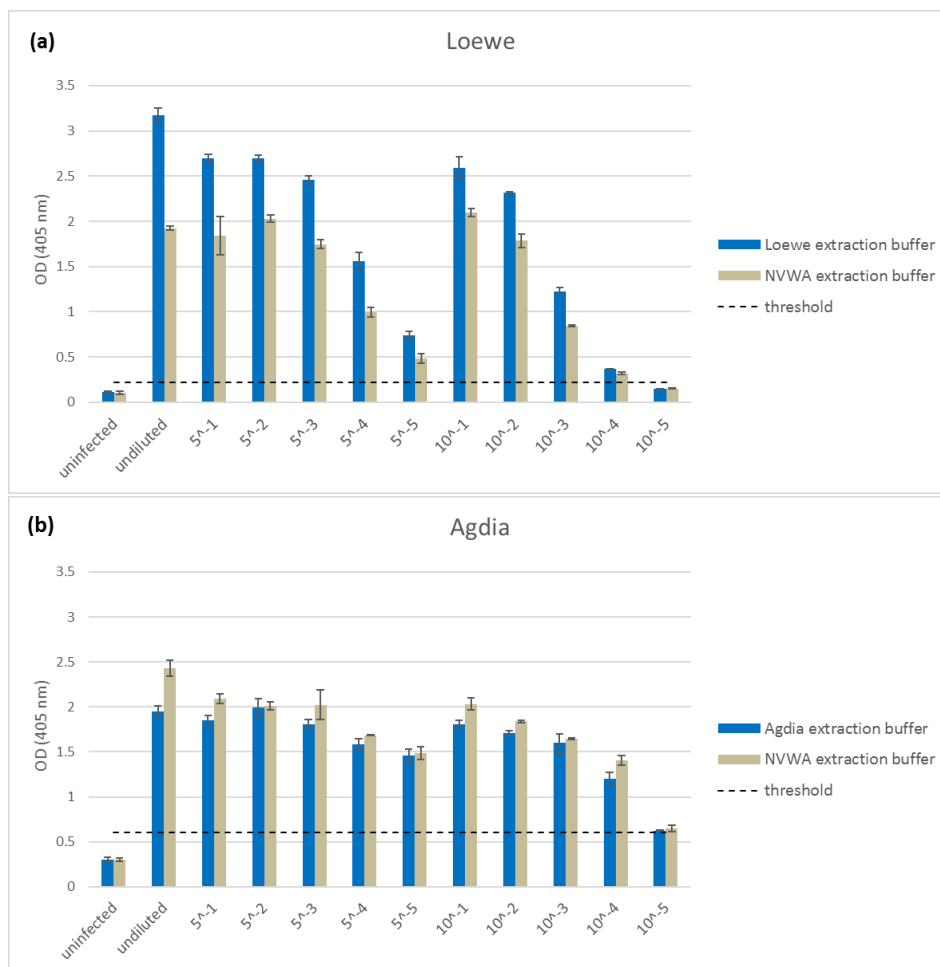 (a)
Loewe
3.5
3
2.5
2
1.5
1
0.5
0
OD (405 nm)
uninfected
undiluted
5^-1
5^-2
5^-3
5^-4
5^-5
10^-1
10^-2
10^-3
10^-4
10^-5
Loewe extraction buffer
NVWA extraction buffer
threshold
(b)
Agdia
3.5
3
2.5
2
1.5
1
0.5
0
OD (405 nm)
uninfected
undiluted
5^-1
5^-2
5^-3
5^-4
5^-5
10^-1
10^-2
10^-3
10^-4
10^-5
Agdia extraction buffer
NVWA extraction buffer
threshold